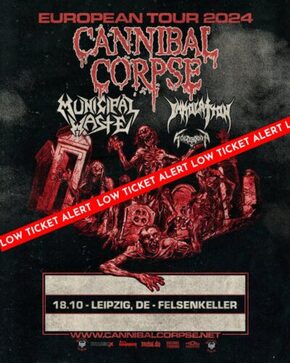 EUROPEAN TOUR 2024
CANNIBAL
CORPSE
MUNICIPAL
WASTE
IMMOLATION
LOW TICKET ALERT LOW TICKET ALERT LOW TICKET ALERT LOW TICKET ALERT L
18.10 - LEIPZIG, DE - FELSENKELLER
WWW.CANNIBALCORPSE.NET